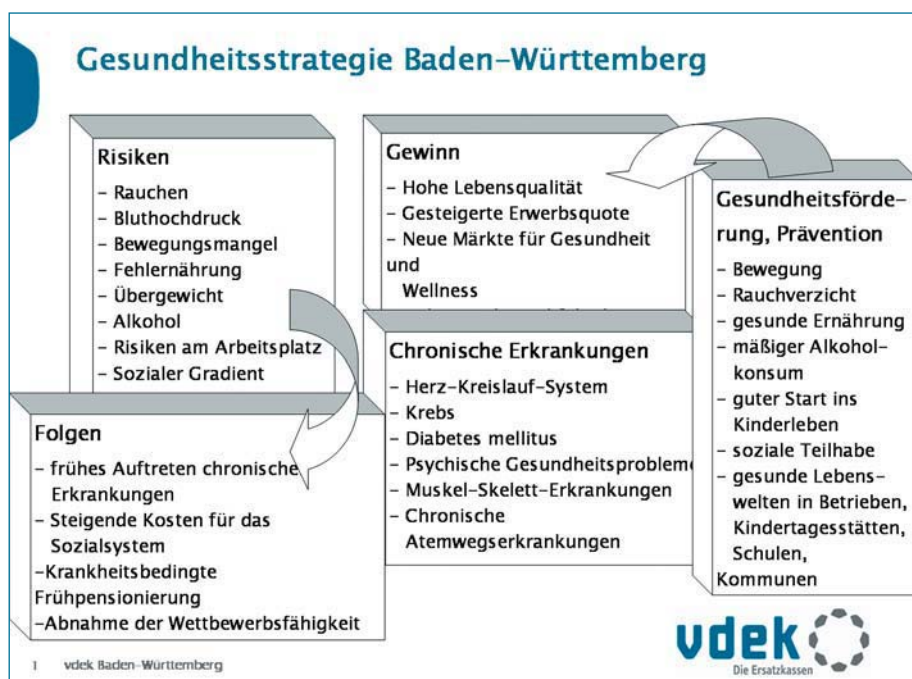 Gesundheitsstrategie Baden-Württemberg
Risiken
- Rauchen
- Bluthochdruck
- Bewegungsmangel
- Fehlernährung
- Übergewicht
- Alkohol
- Risiken am Arbeitsplatz
- Sozialer Gradient
Folgen
- frühes Auftreten chronische
Erkrankungen
- Steigende Kosten für das
Sozialsystem
-Krankheitsbedingte
Frühpensionierung
-Abnahme der Wettbewerbsfähigkeit
Gewinn
- Hohe Lebensqualität
- Gesteigerte Erwerbsquote
- Neue Märkte für Gesundheit
und
Wellness
Chronische Erkrankungen
- Herz-Kreislauf-System
- Krebs
- Diabetes mellitus
- Psychische Gesundheitsprobleme
- Muskel-Skelett-Erkrankungen
- Chronische
Atemwegserkrankungen
Gesundheitsförde-
rung, Prävention
- Bewegung
- Rauchverzicht
- gesunde Ernährung
- mäßiger Alkohol-
konsum
- guter Start ins
Kinderleben
- soziale Teilhabe
- gesunde Lebens-
welten in Betrieben,
Kindertagesstätten,
Schulen,
Kommunen
1 vdek Baden-Württemberg
vdek
Die Ersatzkassen